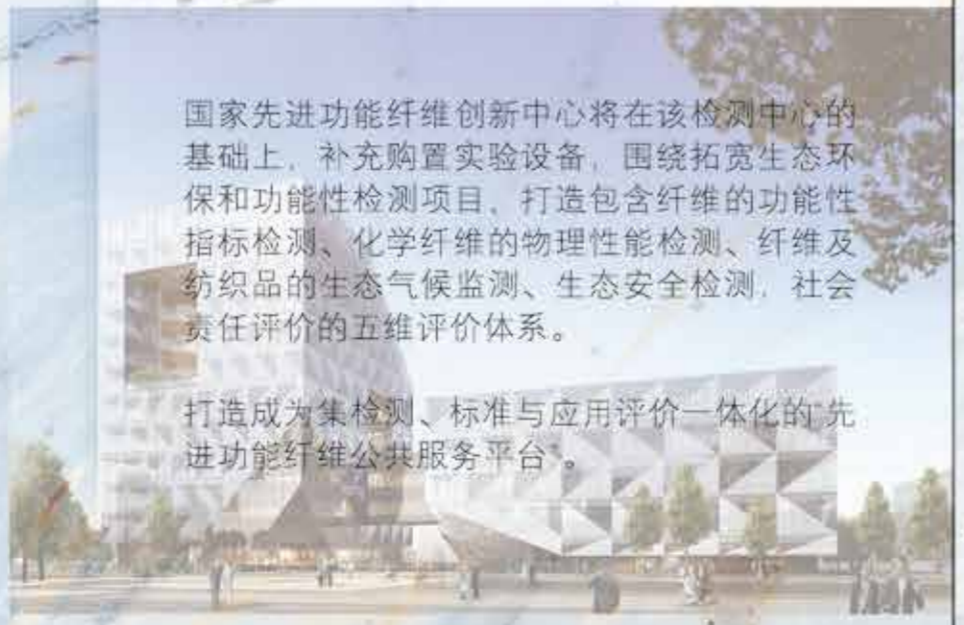 国家先进功能纤维创新中心将在该检测中心的
基础上，补充购置实验设备，围绕拓宽生态环
保和功能性检测项目，打造包含纤维的功能性
指标检测、化学纤维的物理性能检测、纤维及
纺织品的生态气候监测、生态安全检测，社会
责任评价的五维评价体系。
打造成为集检测、标准与应用评价一体化的“先
进功能纤维公共服务平台”。